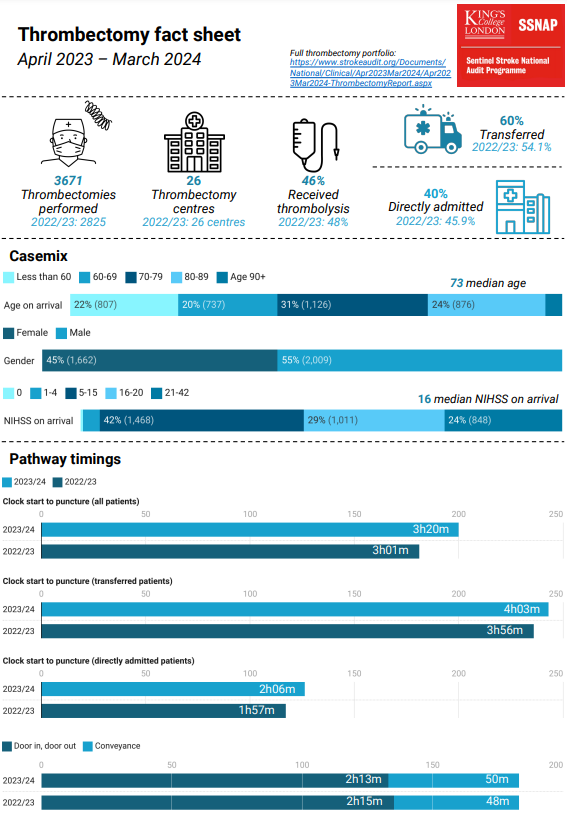 Thrombectomy fact sheet
April 2023 – March 2024
Full thrombectomy portfolio:
https://www.strokeaudit.org/Documents/
National/Clinical/Apr2023Mar2024/Apr202
3Mar2024-ThrombectomyReport.aspx
KING'S
College
LONDON
SSNAP
Sentinel Stroke National
Audit Programme
3671
Thrombectomies
performed
2022/23: 2825
26
Thrombectomy
centres
2022/23: 26 centres
46%
Received
thrombolysis
2022/23: 48%
60%
Transferred
2022/23: 54.1%
40%
Directly admitted
2022/23: 45.9%
Casemix
Less than 60 60-69 70-79 80-89 Age 90+
73 median age
Age on arrival 22% (807) 20% (737) 31% (1,126) 24% (876)
Female Male
Gender 45% (1,662) 55% (2,009)
0 1-4 5-15 16-20 21-42
16 median NIHSS on arrival
NIHSS on arrival 42% (1,468) 29% (1,011) 24% (848)
Pathway timings
2023/24 2022/23
Clock start to puncture (all patients)
0 50 100 150 200 250
2023/24 3h20m
2022/23 3h01m
Clock start to puncture (transferred patients)
0 50 100 150 200 250
2023/24 4h03m
2022/23 3h56m
Clock start to puncture (directly admitted patients)
0 50 100 150 200 250
2023/24 2h06m
2022/23 1h57m
Door in, door out Conveyance
0 50 100 150 200
2023/24 2h13m 50m
2022/23 2h15m 48m